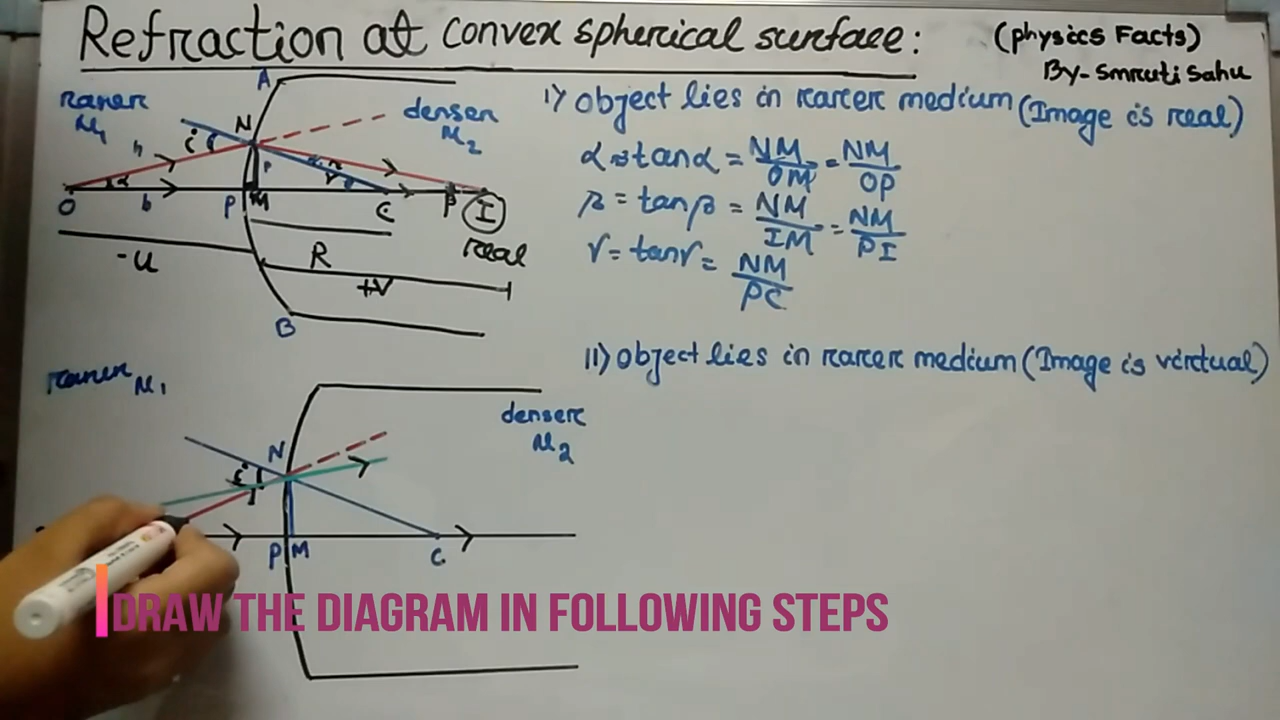 Refraction at convex spherical surface:
(physics Facts)
By-Smruti Sahu
A
rarer
μ1
denser
μ2
N
i
h
α
r
γ
O
b
P
M
C
β
I
real
-u
R
+v
B
i) object lies in rarer medium (Image is real)
α ≈ tanα = NM/OM = NM/OP
β = tanβ = NM/IM = NM/PI
γ = tanγ = NM/PC
rarer μ1
denser
μ2
N
i
P
M
C
ii) object lies in rarer medium (Image is virtual)
DRAW THE DIAGRAM IN FOLLOWING STEPS